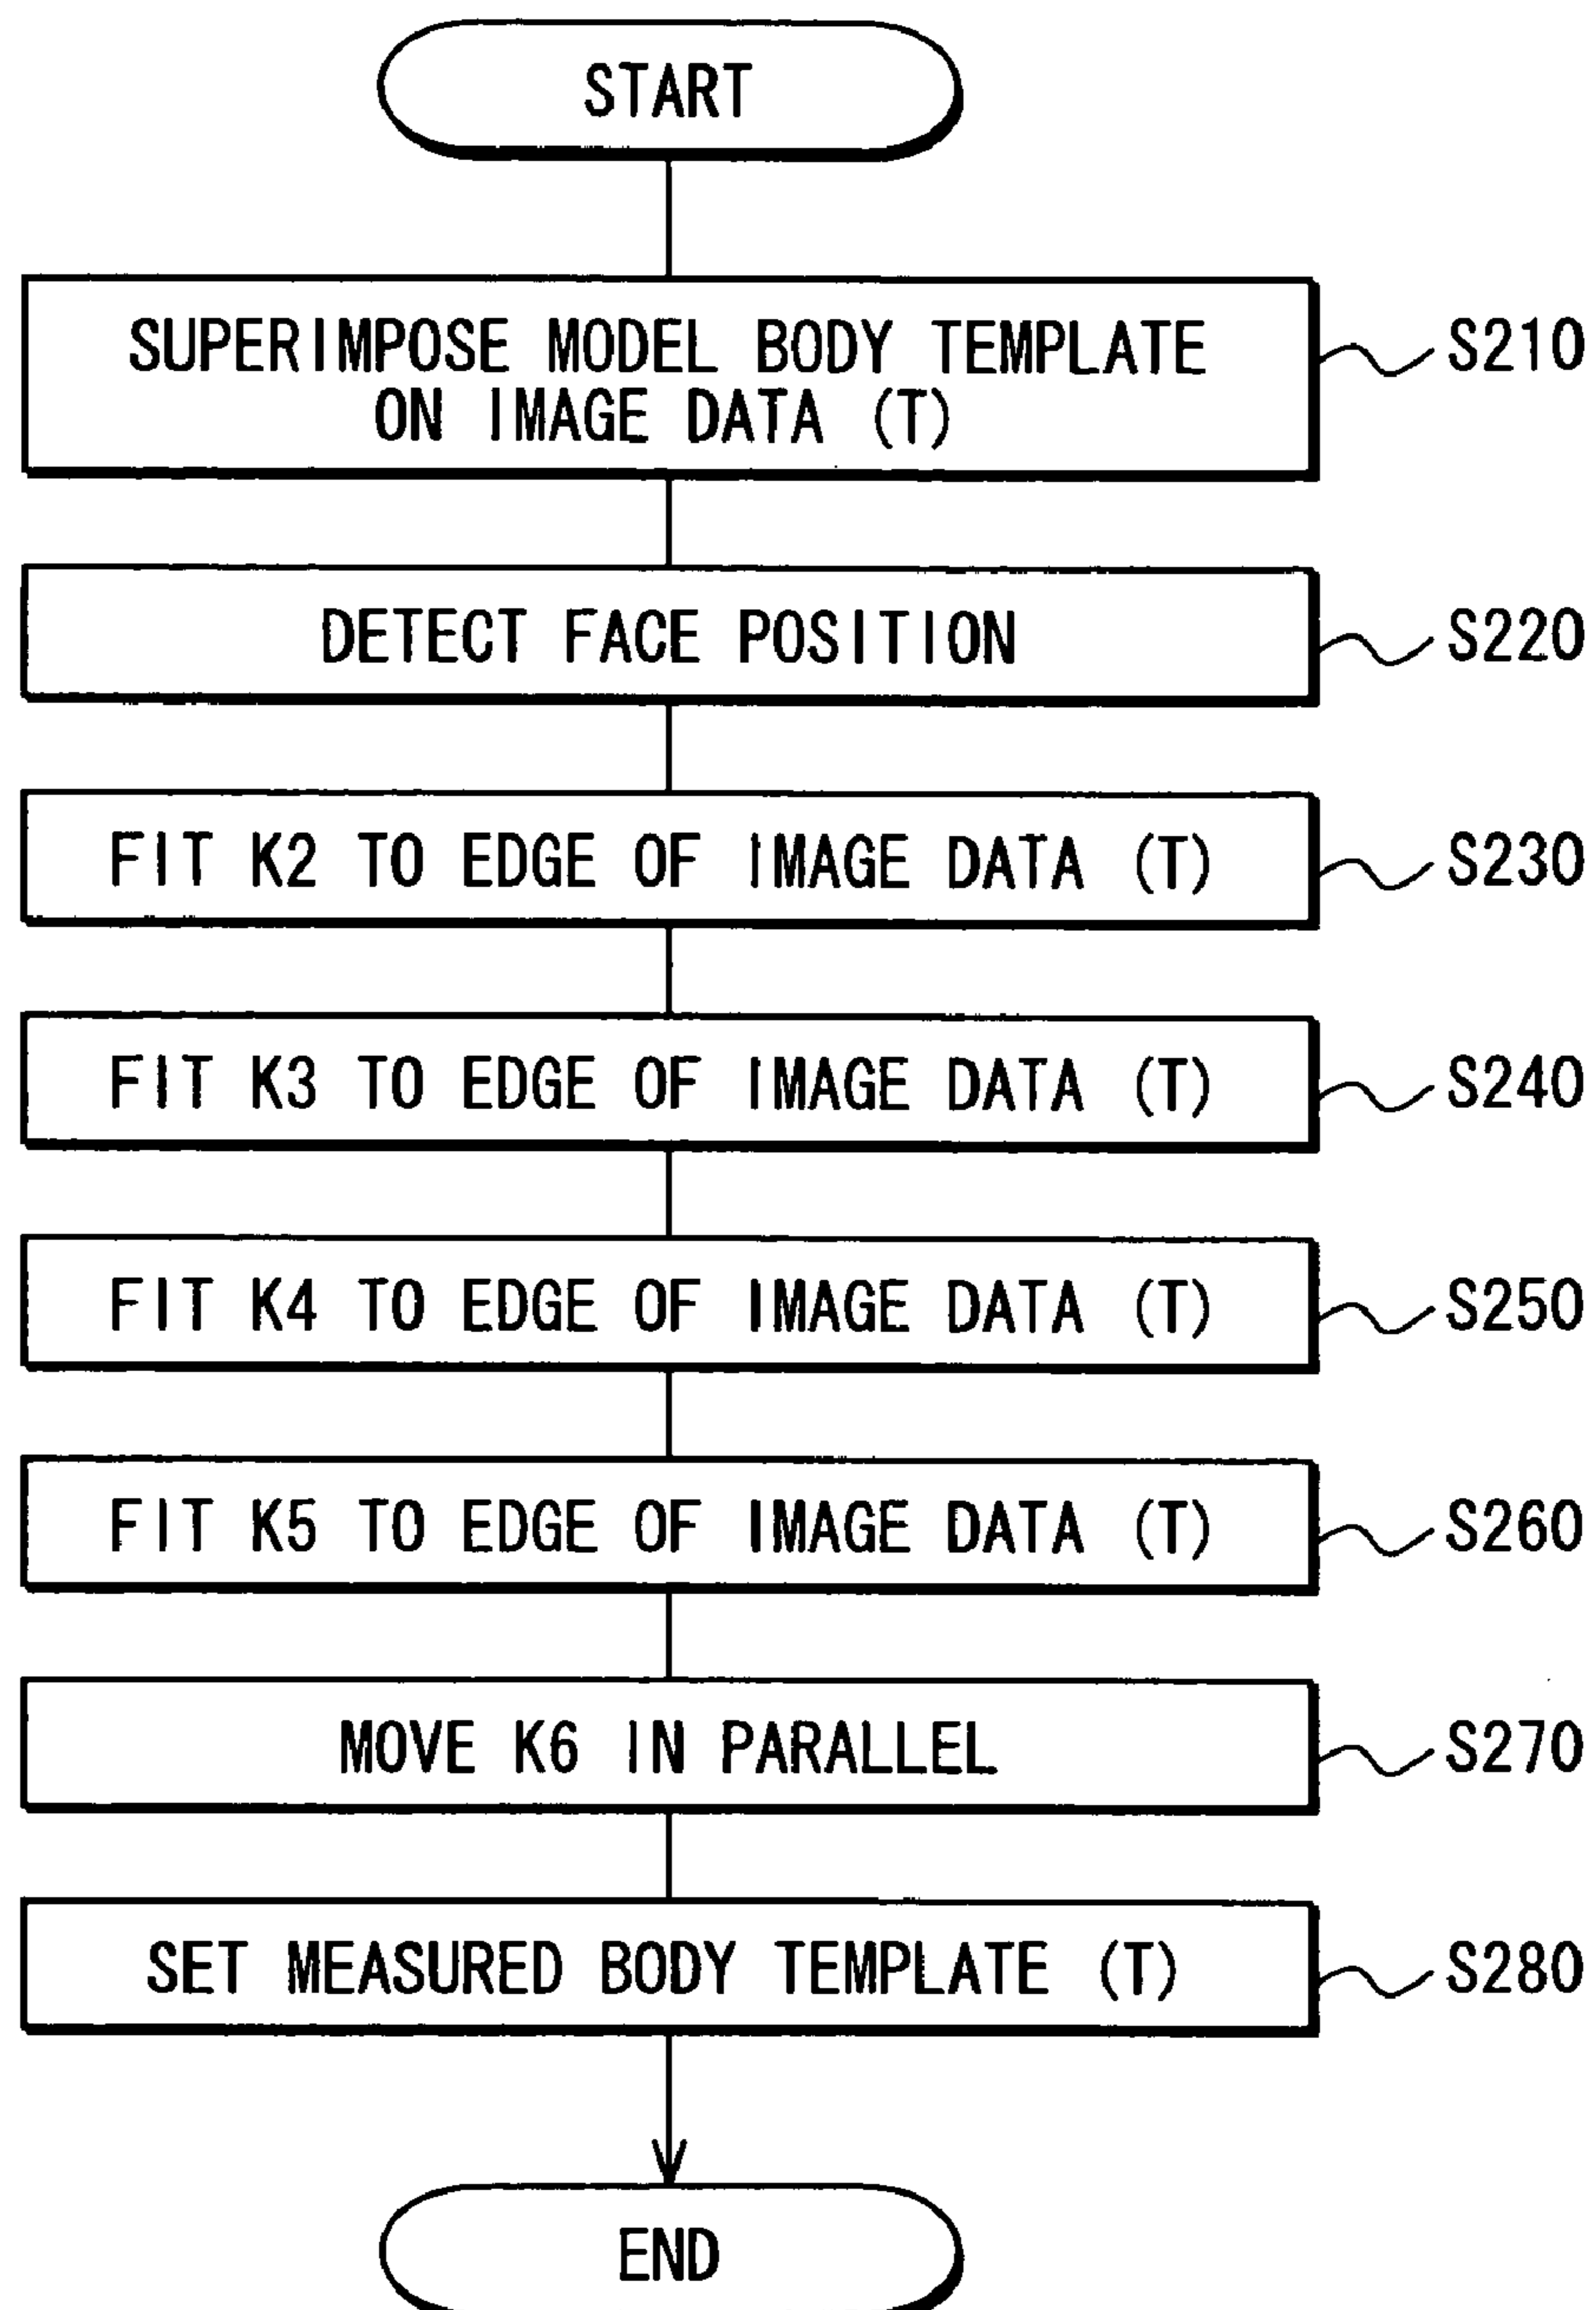 START
SUPERIMPOSE MODEL BODY TEMPLATE
ON IMAGE DATA (T)
S210
DETECT FACE POSITION
S220
FIT K2 TO EDGE OF IMAGE DATA (T)
S230
FIT K3 TO EDGE OF IMAGE DATA (T)
S240
FIT K4 TO EDGE OF IMAGE DATA (T)
S250
FIT K5 TO EDGE OF IMAGE DATA (T)
S260
MOVE K6 IN PARALLEL
S270
SET MEASURED BODY TEMPLATE (T)
S280
END